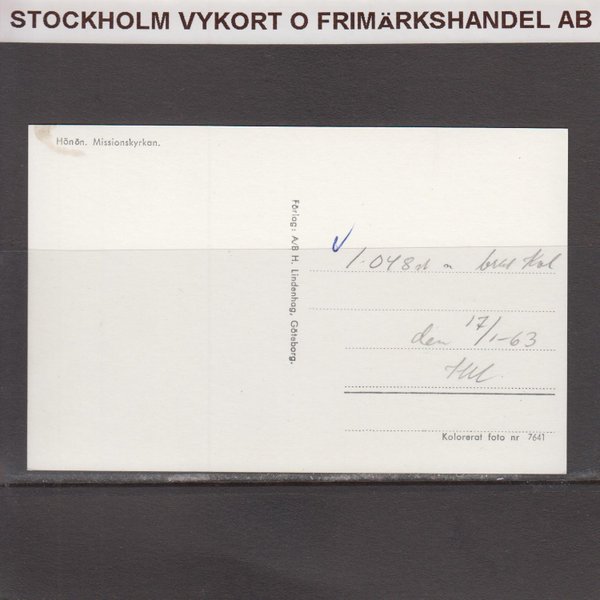 STOCKHOLM VYKORT O FRIMÄRKSHANDEL AB
Hönön. Missionskyrkan.
Förlag: A/B H. Lindenhag, Göteborg.
1.048 st
den 17/1-63
Kolorerat foto nr 7641